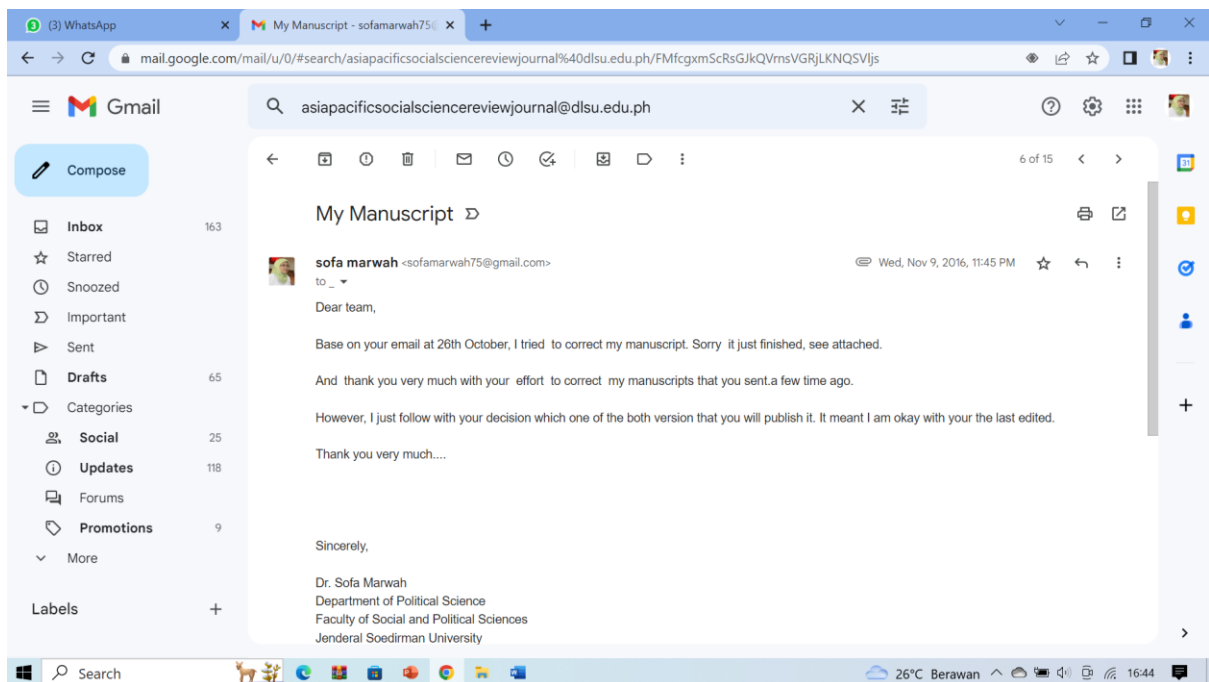 (3) WhatsApp
My Manuscript - sofamarwah75@
mail.google.com/mail/u/0/#search/asiapacificsocialsciencereviewjournal%40dlsu.edu.ph/FMfcgxmScRsGJkQVrnsVGRjLKNQSVljs
Gmail
asiapacificsocialsciencereviewjournal@dlsu.edu.ph
Compose
6 of 15
31
Inbox 163
Starred
Snoozed
Important
Sent
Drafts 65
Categories
Social 25
Updates 118
Forums
Promotions 9
More
Labels
My Manuscript
sofa marwah <sofamarwah75@gmail.com> Wed, Nov 9, 2016, 11:45 PM
to _
Dear team,
Base on your email at 26th October, I tried to correct my manuscript. Sorry it just finished, see attached.
And thank you very much with your effort to correct my manuscripts that you sent.a few time ago.
However, I just follow with your decision which one of the both version that you will publish it. It meant I am okay with your the last edited.
Thank you very much....
Sincerely,
Dr. Sofa Marwah
Department of Political Science
Faculty of Social and Political Sciences
Jenderal Soedirman University
Search
26°C Berawan 16:44